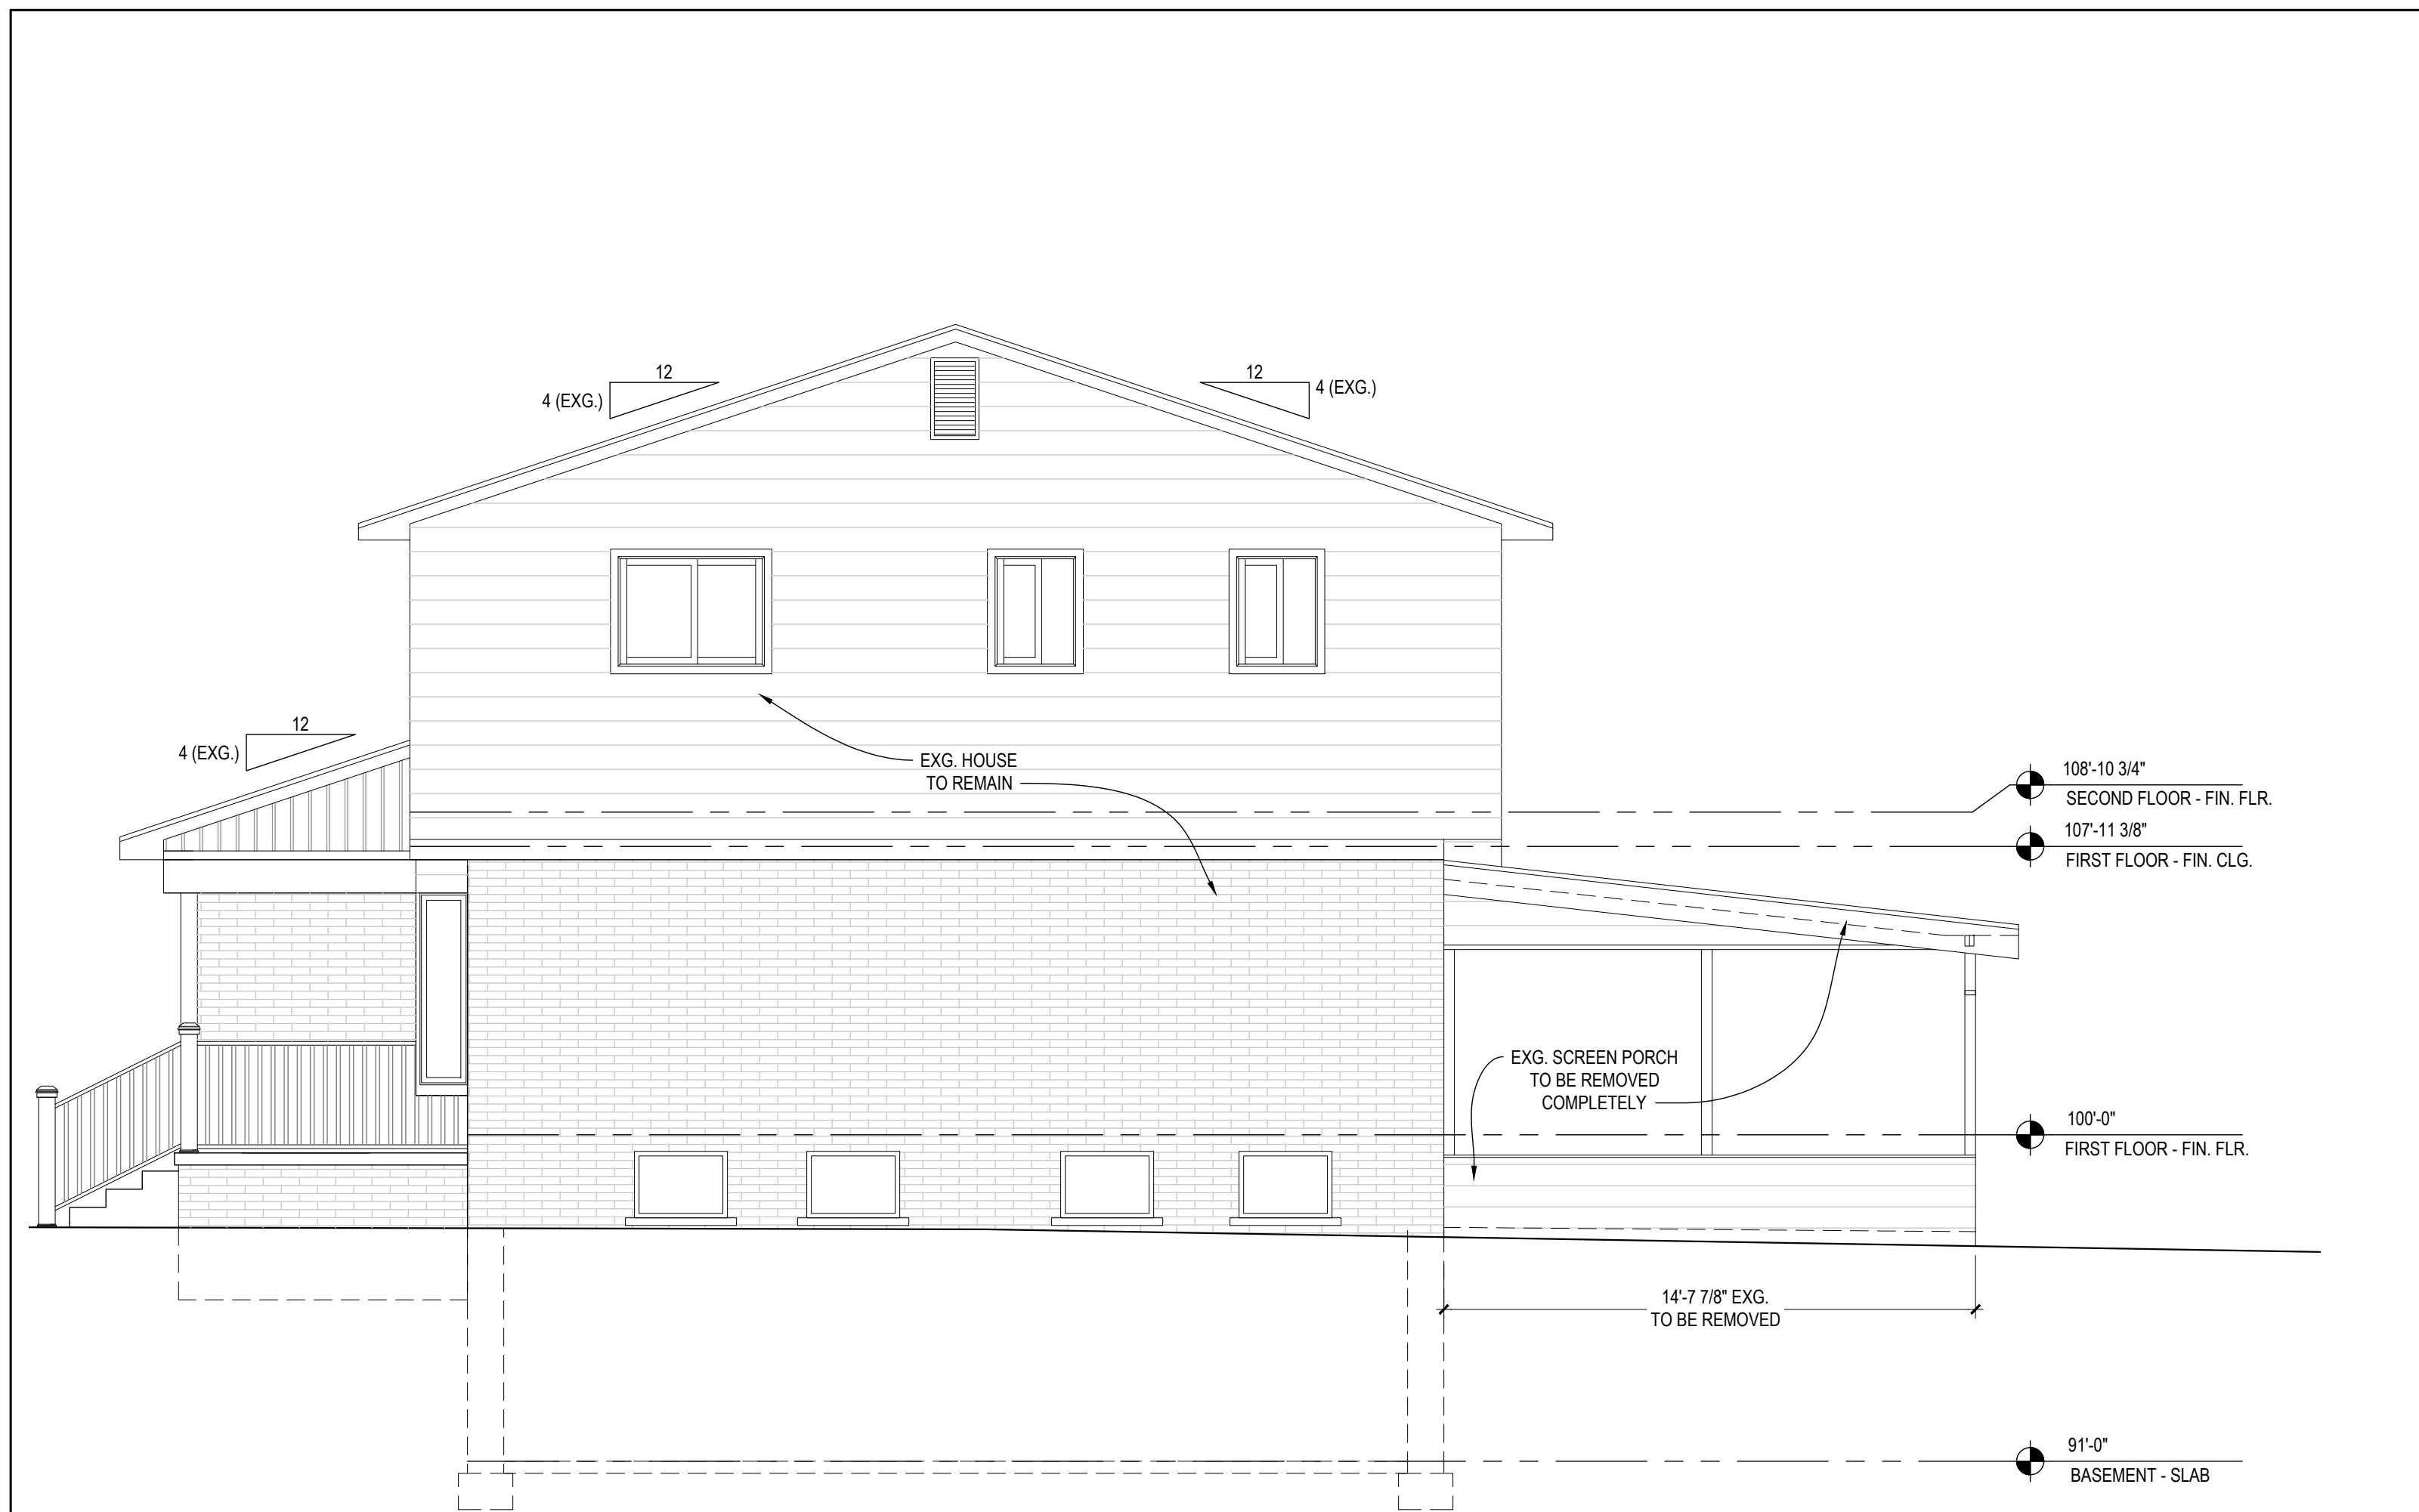 12
4 (EXG.)
12
4 (EXG.)
12
4 (EXG.)
EXG. HOUSE
TO REMAIN
108'-10 3/4"
SECOND FLOOR - FIN. FLR.
107'-11 3/8"
FIRST FLOOR - FIN. CLG.
EXG. SCREEN PORCH
TO BE REMOVED
COMPLETELY
100'-0"
FIRST FLOOR - FIN. FLR.
14'-7 7/8" EXG.
TO BE REMOVED
91'-0"
BASEMENT - SLAB